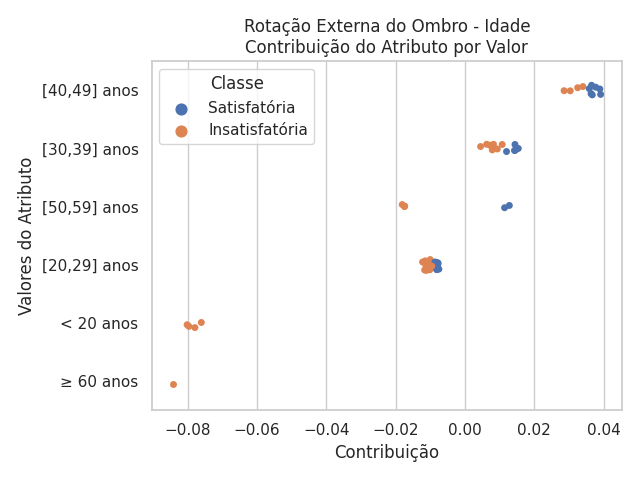 Rotação Externa do Ombro - Idade
Contribuição do Atributo por Valor
Classe
Satisfatória
Insatisfatória
Valores do Atributo
[40,49] anos
[30,39] anos
[50,59] anos
[20,29] anos
< 20 anos
≥ 60 anos
−0.08 −0.06 −0.04 −0.02 0.00 0.02 0.04
Contribuição